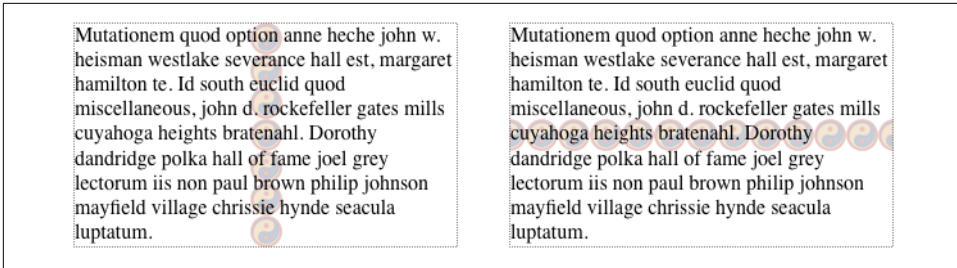 Mutationem quod option anne heche john w.
heisman westlake severance hall est, margaret
hamilton te. Id south euclid quod
miscellaneous, john d. rockefeller gates mills
cuyahoga heights bratenahl. Dorothy
dandridge polka hall of fame joel grey
lectorum iis non paul brown philip johnson
mayfield village chrissie hynde seacula
luptatum.
Mutationem quod option anne heche john w.
heisman westlake severance hall est, margaret
hamilton te. Id south euclid quod
miscellaneous, john d. rockefeller gates mills
cuyahoga heights bratenahl. Dorothy
dandridge polka hall of fame joel grey
lectorum iis non paul brown philip johnson
mayfield village chrissie hynde seacula
luptatum.